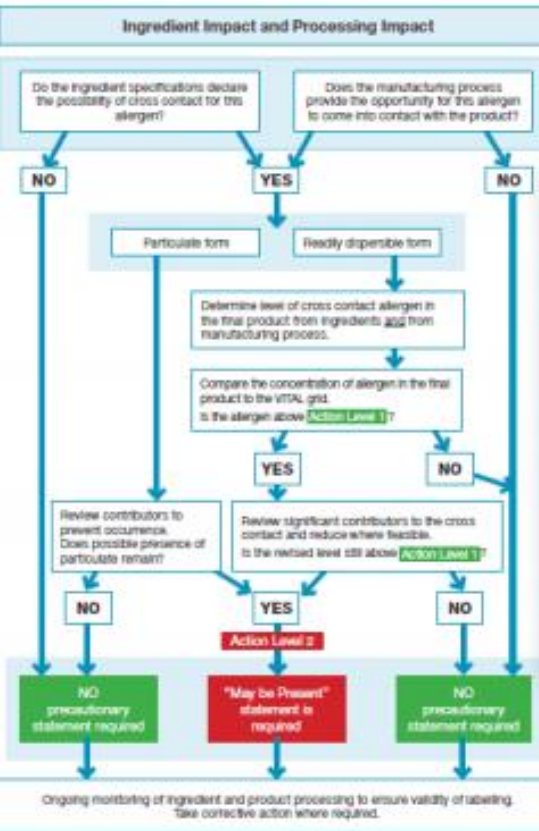 Ingredient Impact and Processing Impact
Do the ingredient specifications declare
the possibility of cross contact for this
allergen?
Does the manufacturing process
provide the opportunity for this allergen
to come into contact with the product?
NO
YES
NO
Particulate form
Readily dispersible form
Determine level of cross contact allergen in
the final product from ingredients and from
manufacturing process.
Compare the concentration of allergen in the final
product to the VITAL grid.
Is the allergen above Action Level 1?
YES
NO
Review contributors to
prevent occurrence.
Does possible presence of
particulate remain?
Review significant contributors to the cross
contact and reduce where feasible.
Is the revised level still above Action Level 1?
NO
YES
NO
Action Level 2
NO
precautionary
statement required
"May be Present"
statement is
required
NO
precautionary
statement required
Ongoing monitoring of ingredient and product processing to ensure validity of labelling.
Take corrective action where required.